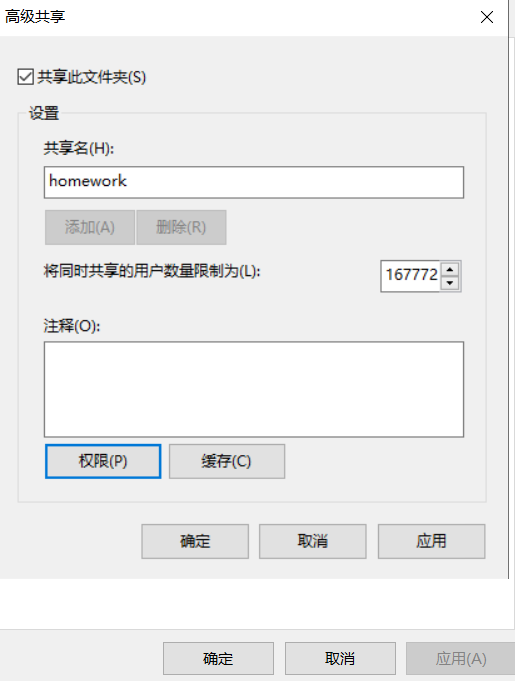 高级共享
共享此文件夹(S)
设置
共享名(H):
homework
添加(A) 删除(R)
将同时共享的用户数量限制为(L): 167772
注释(O):
权限(P) 缓存(C)
确定 取消 应用
确定 取消 应用(A)